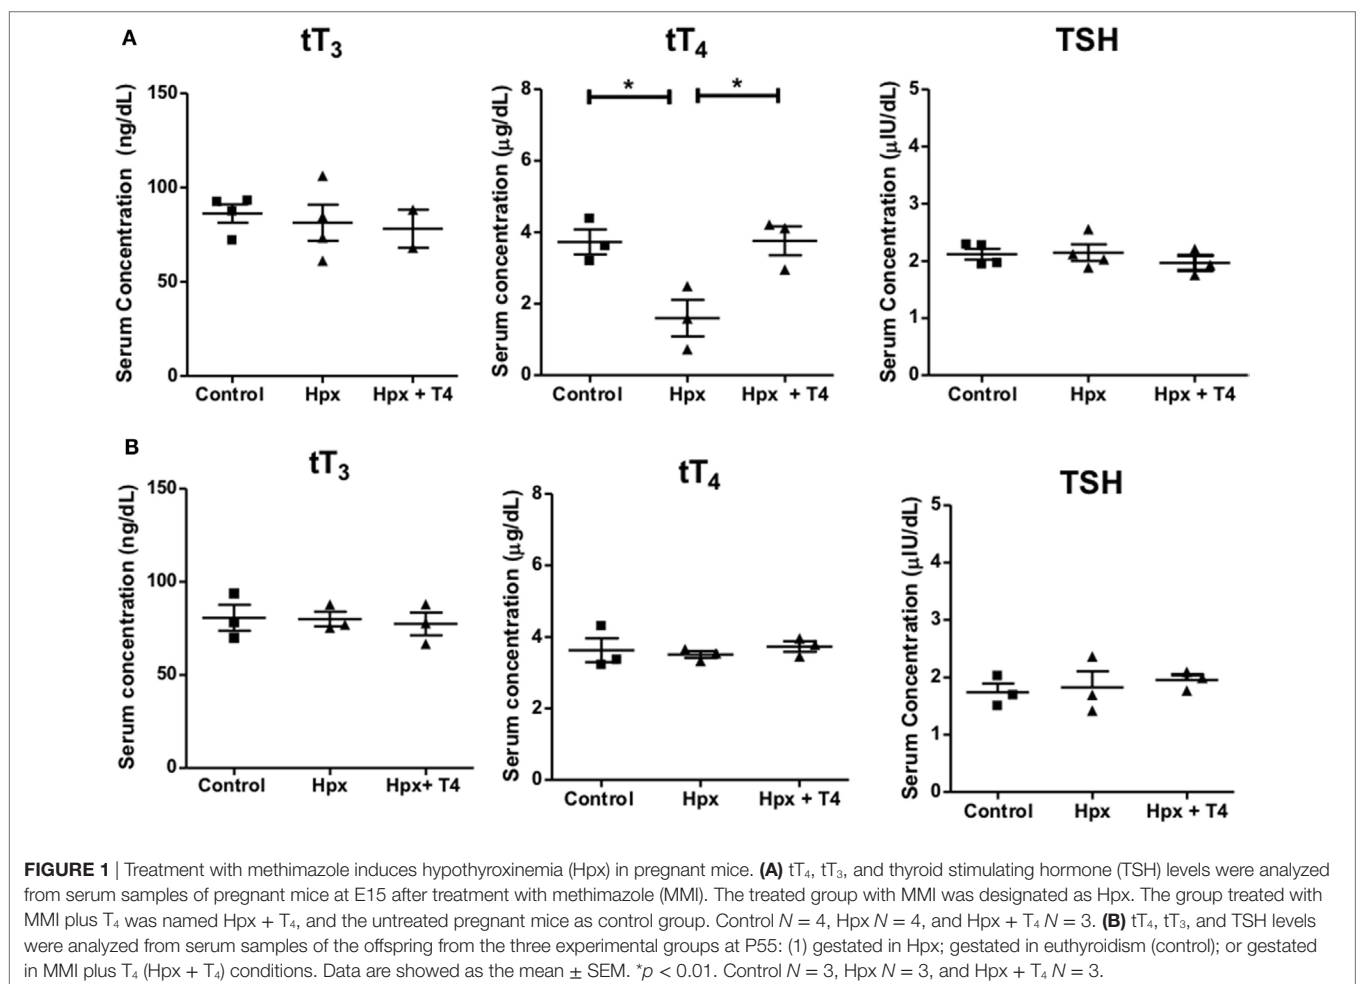 A
tT₃
tT₄
TSH
Serum Concentration (ng/dL)
150
100
50
0
Control
Hpx
Hpx + T4
Serum concentration (µg/dL)
8
6
4
2
0
*
*
Control
Hpx
Hpx + T4
Serum Concentration (µIU/dL)
5
4
3
2
1
0
Control
Hpx
Hpx + T4
B
tT₃
tT₄
TSH
Serum concentration (ng/dL)
150
100
50
0
Control
Hpx
Hpx+ T4
Serum concentration (µg/dL)
8
6
4
2
0
Control
Hpx
Hpx + T4
Serum Concentration (µIU/dL)
5
4
3
2
1
0
Control
Hpx
Hpx + T4
FIGURE 1 | Treatment with methimazole induces hypothyroxinemia (Hpx) in pregnant mice. (A) tT₄, tT₃, and thyroid stimulating hormone (TSH) levels were analyzed
from serum samples of pregnant mice at E15 after treatment with methimazole (MMI). The treated group with MMI was designated as Hpx. The group treated with
MMI plus T₄ was named Hpx + T₄, and the untreated pregnant mice as control group. Control N = 4, Hpx N = 4, and Hpx + T₄ N = 3. (B) tT₄, tT₃, and TSH levels
were analyzed from serum samples of the offspring from the three experimental groups at P55: (1) gestated in Hpx; gestated in euthyroidism (control); or gestated
in MMI plus T₄ (Hpx + T₄) conditions. Data are showed as the mean ± SEM. *p < 0.01. Control N = 3, Hpx N = 3, and Hpx + T₄ N = 3.